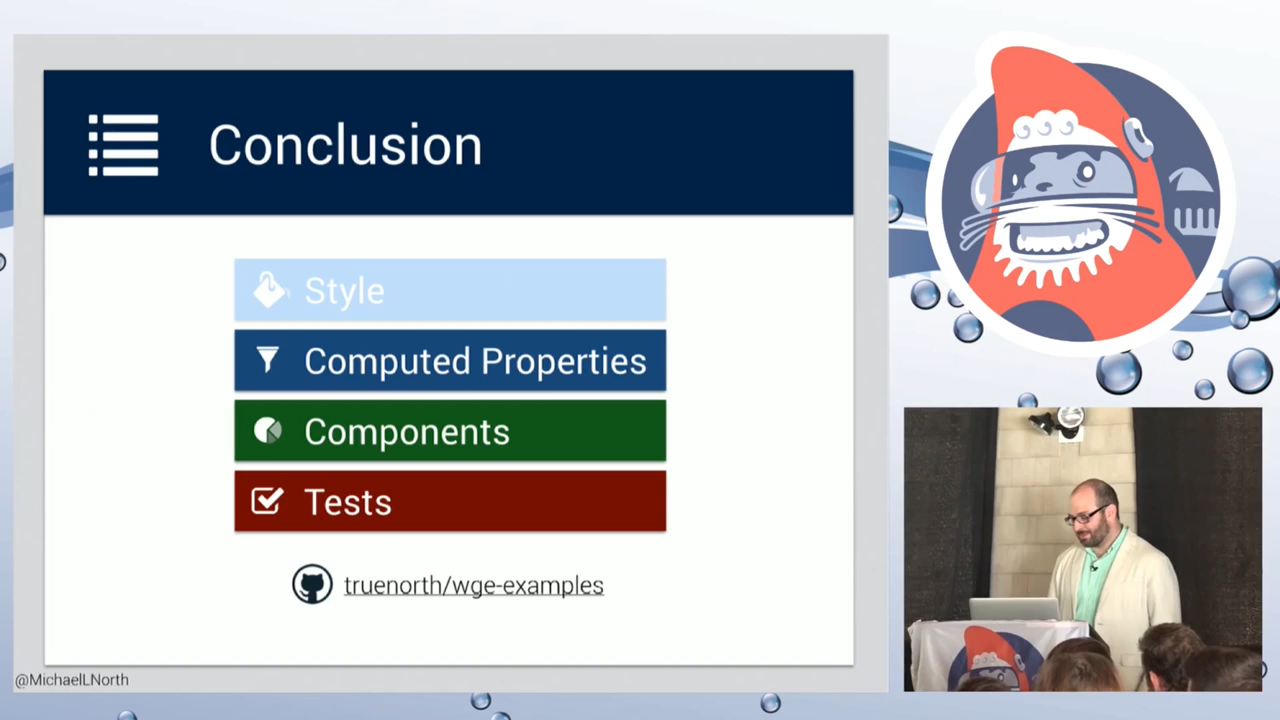 Conclusion
Style
Computed Properties
Components
Tests
truenorth/wge-examples
@MichaelLNorth